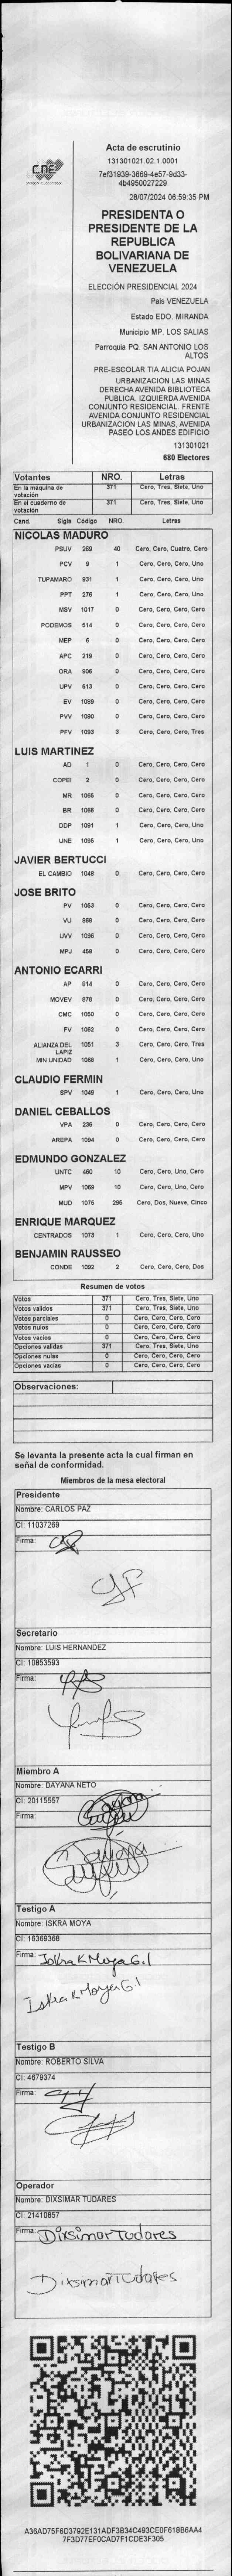 CNE
Acta de escrutinio
131301021.02.1.0001
7ef31939-3669-4e57-9d33-
4b4950027229
28/07/2024 06:59:35 PM
PRESIDENTA O
PRESIDENTE DE LA
REPUBLICA
BOLIVARIANA DE
VENEZUELA
ELECCIÓN PRESIDENCIAL 2024
País VENEZUELA
Estado EDO. MIRANDA
Municipio MP. LOS SALIAS
Parroquia PQ. SAN ANTONIO LOS
ALTOS
PRE-ESCOLAR TIA ALICIA POJAN
URBANIZACION LAS MINAS
DERECHA AVENIDA BIBLIOTECA
PUBLICA. IZQUIERDA AVENIDA
CONJUNTO RESIDENCIAL. FRENTE
AVENIDA CONJUNTO RESIDENCIAL
URBANIZACION LAS MINAS, AVENIDA
PASEO LOS ANDES EDIFICIO
131301021
680 Electores
Votantes NRO. Letras
En la máquina de votación 371 Cero, Tres, Siete, Uno
En el cuaderno de votación 371 Cero, Tres, Siete, Uno
Cand. Sigla Código NRO. Letras
NICOLAS MADURO
PSUV 269 40 Cero, Cero, Cuatro, Cero
PCV 9 1 Cero, Cero, Cero, Uno
TUPAMARO 931 1 Cero, Cero, Cero, Uno
PPT 276 1 Cero, Cero, Cero, Uno
MSV 1017 0 Cero, Cero, Cero, Cero
PODEMOS 514 0 Cero, Cero, Cero, Cero
MEP 6 0 Cero, Cero, Cero, Cero
APC 219 0 Cero, Cero, Cero, Cero
ORA 906 0 Cero, Cero, Cero, Cero
UPV 513 0 Cero, Cero, Cero, Cero
EV 1089 0 Cero, Cero, Cero, Cero
PVV 1090 0 Cero, Cero, Cero, Cero
PFV 1093 3 Cero, Cero, Cero, Tres
LUIS MARTINEZ
AD 1 0 Cero, Cero, Cero, Cero
COPEI 2 0 Cero, Cero, Cero, Cero
MR 1065 0 Cero, Cero, Cero, Cero
BR 1066 0 Cero, Cero, Cero, Cero
DDP 1091 1 Cero, Cero, Cero, Uno
UNE 1095 1 Cero, Cero, Cero, Uno
JAVIER BERTUCCI
EL CAMBIO 1048 0 Cero, Cero, Cero, Cero
JOSE BRITO
PV 1053 0 Cero, Cero, Cero, Cero
VU 868 0 Cero, Cero, Cero, Cero
UVV 1096 0 Cero, Cero, Cero, Cero
MPJ 458 0 Cero, Cero, Cero, Cero
ANTONIO ECARRI
AP 914 0 Cero, Cero, Cero, Cero
MOVEV 878 0 Cero, Cero, Cero, Cero
CMC 1060 0 Cero, Cero, Cero, Cero
FV 1062 0 Cero, Cero, Cero, Cero
ALIANZA DEL LAPIZ 1051 3 Cero, Cero, Cero, Tres
MIN UNIDAD 1068 1 Cero, Cero, Cero, Uno
CLAUDIO FERMIN
SPV 1049 1 Cero, Cero, Cero, Uno
DANIEL CEBALLOS
VPA 236 0 Cero, Cero, Cero, Cero
AREPA 1094 0 Cero, Cero, Cero, Cero
EDMUNDO GONZALEZ
UNTC 460 10 Cero, Cero, Uno, Cero
MPV 1069 10 Cero, Cero, Uno, Cero
MUD 1075 295 Cero, Dos, Nueve, Cinco
ENRIQUE MARQUEZ
CENTRADOS 1073 1 Cero, Cero, Cero, Uno
BENJAMIN RAUSSEO
CONDE 1092 2 Cero, Cero, Cero, Dos
Resumen de votos
Votos 371 Cero, Tres, Siete, Uno
Votos validos 371 Cero, Tres, Siete, Uno
Votos parciales 0 Cero, Cero, Cero, Cero
Votos nulos 0 Cero, Cero, Cero, Cero
Votos vacios 0 Cero, Cero, Cero, Cero
Opciones validas 371 Cero, Tres, Siete, Uno
Opciones nulas 0 Cero, Cero, Cero, Cero
Opciones vacias 0 Cero, Cero, Cero, Cero
Observaciones:
Se levanta la presente acta la cual firman en
señal de conformidad.
Miembros de la mesa electoral
Presidente
Nombre: CARLOS PAZ
CI: 11037269
Firma:
Secretario
Nombre: LUIS HERNANDEZ
CI: 10853593
Firma:
Miembro A
Nombre: DAYANA NETO
CI: 20115557
Firma: Dayana
Dayana
Testigo A
Nombre: ISKRA MOYA
CI: 16369368
Firma: Iskra K Moya G.1
Iskra K Moya G1
Testigo B
Nombre: ROBERTO SILVA
CI: 4679374
Firma:
Operador
Nombre: DIXSIMAR TUDARES
CI: 21410857
Firma: Dixsimar Tudares
Dixsimar Tudares
A36AD75F6D3792E131ADF3B34C493CE0F618B6AA4
7F3D77EF0CAD7F1CDE3F305